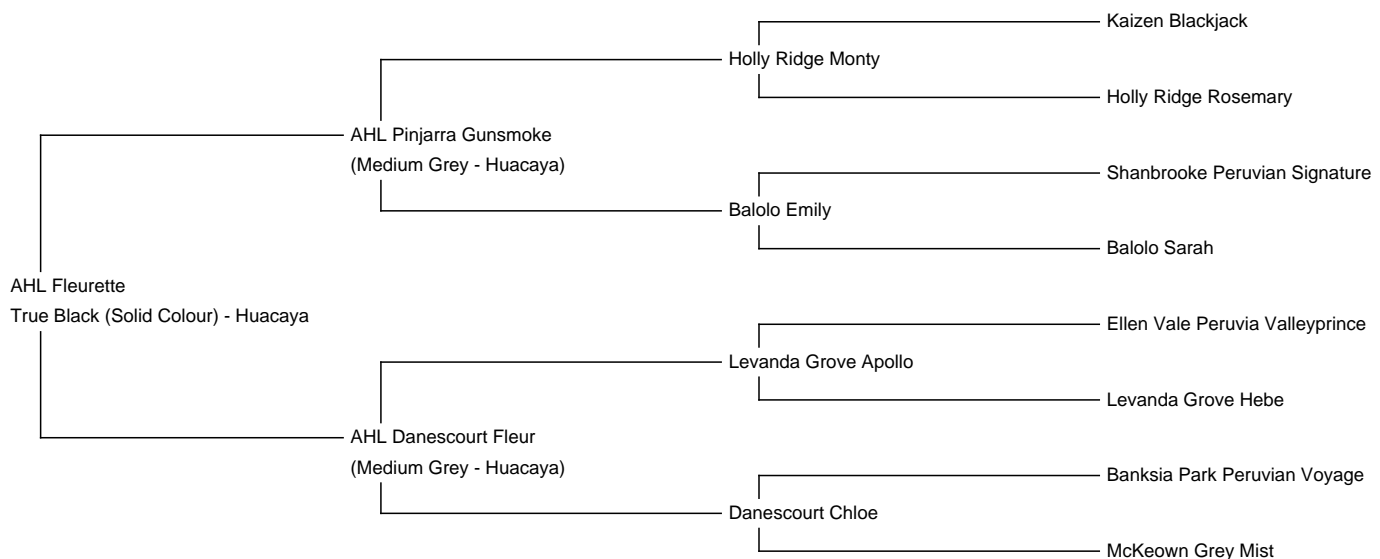 Kaizen Blackjack
Holly Ridge Monty
Holly Ridge Rosemary
AHL Pinjarra Gunsmoke
(Medium Grey - Huacaya)
Shanbrooke Peruvian Signature
Balolo Emily
Balolo Sarah
AHL Fleurette
True Black (Solid Colour) - Huacaya
Ellen Vale Peruvia Valleyprince
Levanda Grove Apollo
Levanda Grove Hebe
AHL Danescourt Fleur
(Medium Grey - Huacaya)
Banksia Park Peruvian Voyage
Danescourt Chloe
McKeown Grey Mist